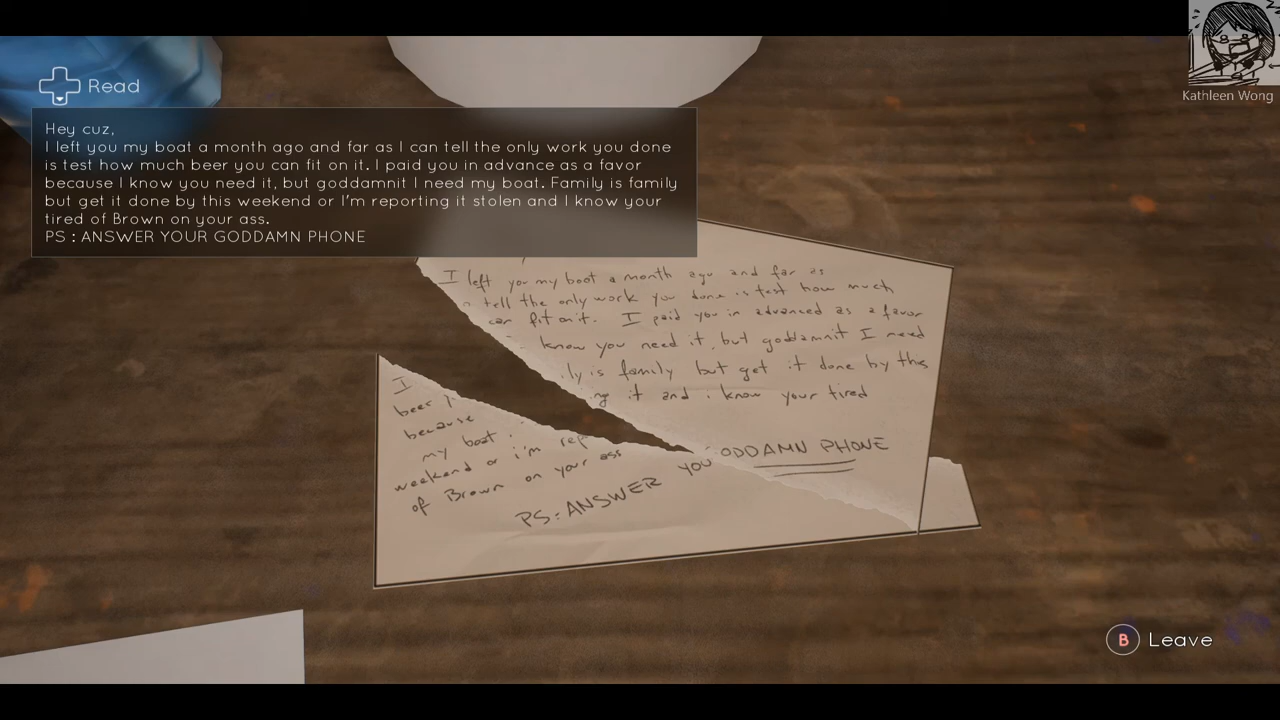 Kathleen Wong
Read
Hey cuz,
I left you my boat a month ago and far as I can tell the only work you done
is test how much beer you can fit on it. I paid you in advance as a favor
because I know you need it, but goddamnit I need my boat. Family is family
but get it done by this weekend or I'm reporting it stolen and I know your
tired of Brown on your ass.
PS : ANSWER YOUR GODDAMN PHONE
I left you my boat a month ago and far as
tell the only work you done is test how much
can fit on it. I paid you in advanced as a favor
know you need it, but goddamnit I need
ly is family but get it done by this
ng it and i know your tired
ODDAMN PHONE
I
beer
because
my boat
weekend or i'm rep
of Brown on your ass
PS: ANSWER YOU
B Leave